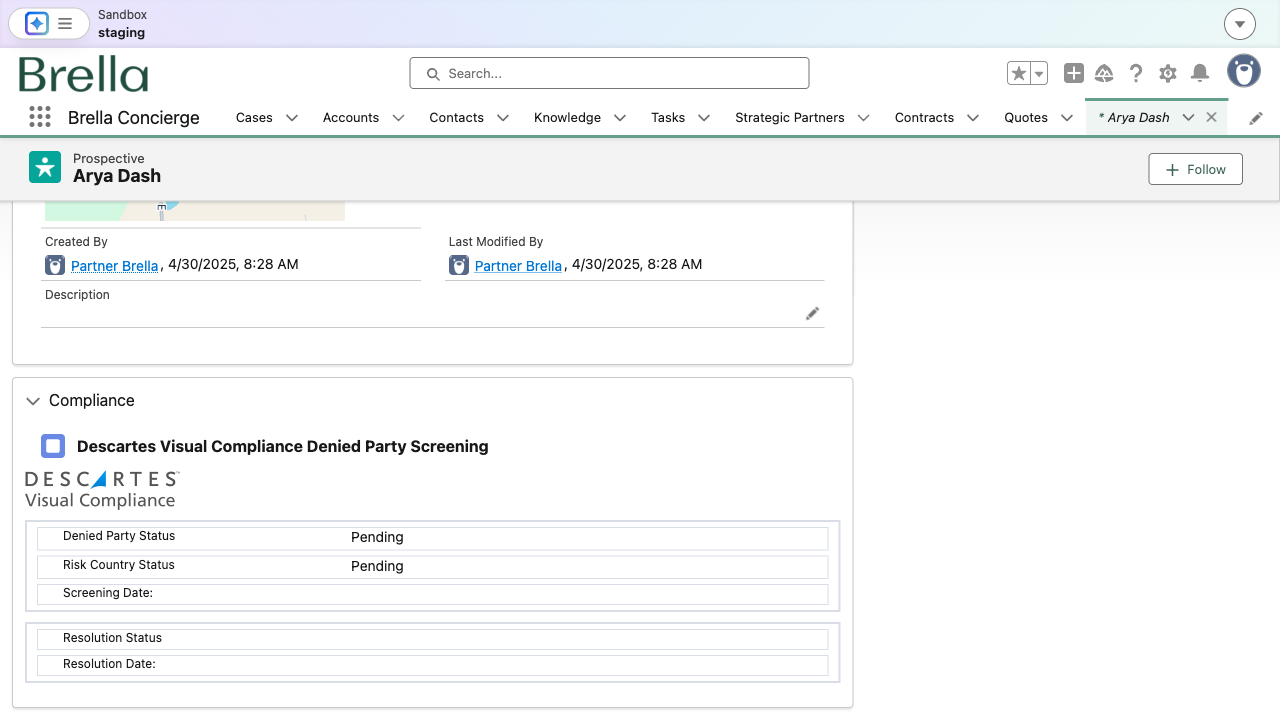 Sandbox
staging
Brella
Search...
Brella Concierge
Cases
Accounts
Contacts
Knowledge
Tasks
Strategic Partners
Contracts
Quotes
* Arya Dash
Prospective
Arya Dash
Follow
E
Created By
Partner Brella, 4/30/2025, 8:28 AM
Last Modified By
Partner Brella, 4/30/2025, 8:28 AM
Description
Compliance
Descartes Visual Compliance Denied Party Screening
DESCARTES™
Visual Compliance
Denied Party Status Pending
Risk Country Status Pending
Screening Date:
Resolution Status
Resolution Date: